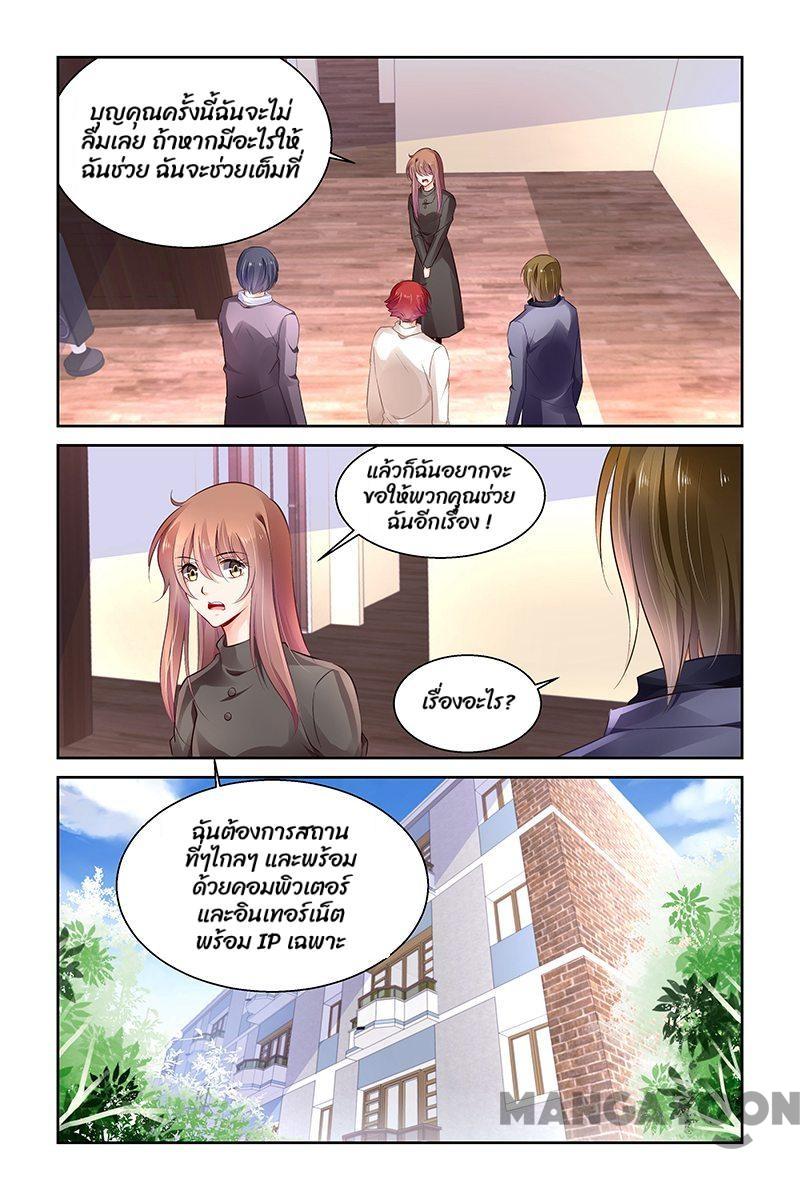 บุญคุณครั้งนี้ฉันจะไม่
ลืมเลย ถ้าหากมีอะไรให้
ฉันช่วย ฉันจะช่วยเต็มที่
แล้วก็ฉันอยากจะ
ขอให้พวกคุณช่วย
ฉันอีกเรื่อง !
เรื่องอะไร?
ฉันต้องการสถาน
ที่ๆไกลๆ และพร้อม
ด้วยคอมพิวเตอร์
และอินเทอร์เน็ต
พร้อม IP เฉพาะ
MANGATOON